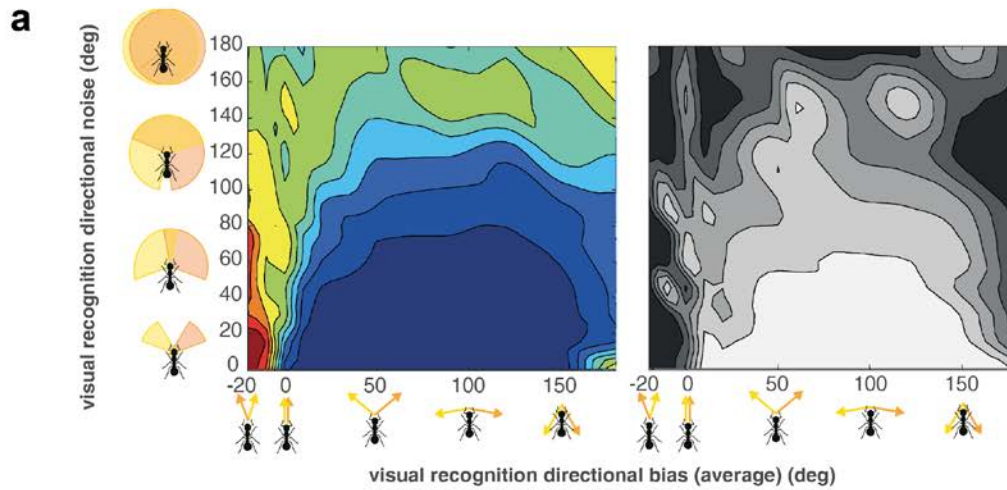 a
visual recognition directional noise (deg)
180
160
140
120
100
80
60
40
20
0
-20 0 50 100 150
-20 0 50 100 150
visual recognition directional bias (average) (deg)